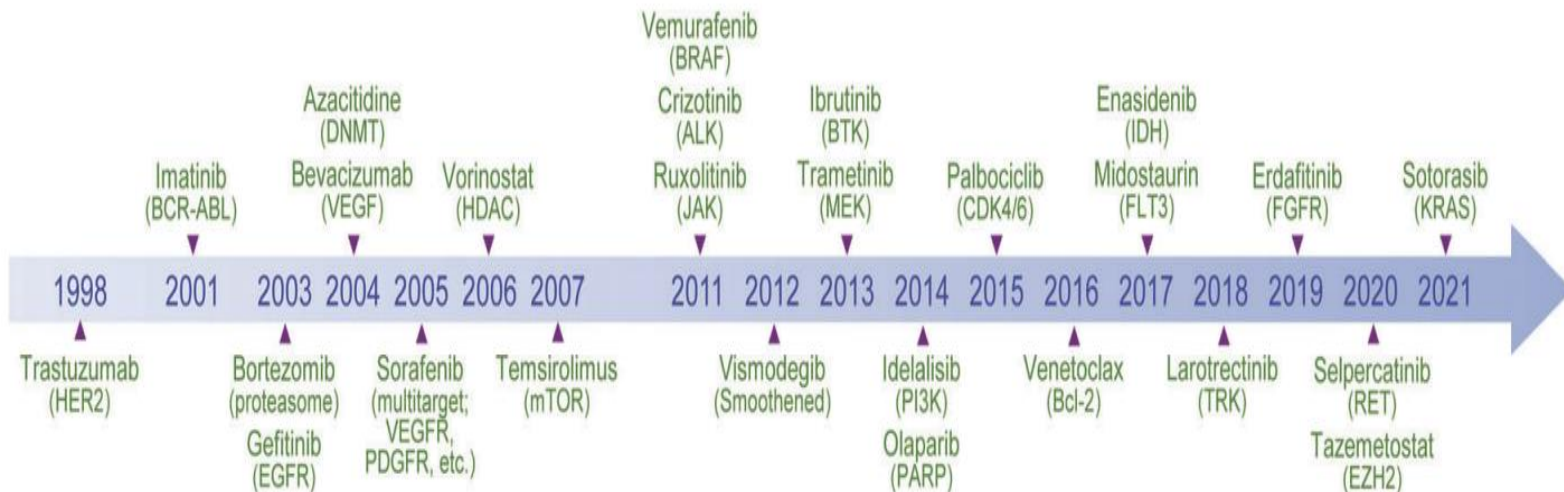 Vemurafenib
(BRAF)
Azacitidine
(DNMT)
Crizotinib
(ALK)
Ibrutinib
(BTK)
Enasidenib
(IDH)
Imatinib
(BCR-ABL)
Bevacizumab
(VEGF)
Vorinostat
(HDAC)
Ruxolitinib
(JAK)
Trametinib
(MEK)
Palbociclib
(CDK4/6)
Midostaurin
(FLT3)
Erdafitinib
(FGFR)
Sotorasib
(KRAS)
1998 2001 2003 2004 2005 2006 2007 2011 2012 2013 2014 2015 2016 2017 2018 2019 2020 2021
Trastuzumab
(HER2)
Bortezomib
(proteasome)
Gefitinib
(EGFR)
Sorafenib
(multitarget;
VEGFR,
PDGFR, etc.)
Temsirolimus
(mTOR)
Vismodegib
(Smoothened)
Idelalisib
(PI3K)
Olaparib
(PARP)
Venetoclax
(Bcl-2)
Larotrectinib
(TRK)
Selpercatinib
(RET)
Tazemetostat
(EZH2)